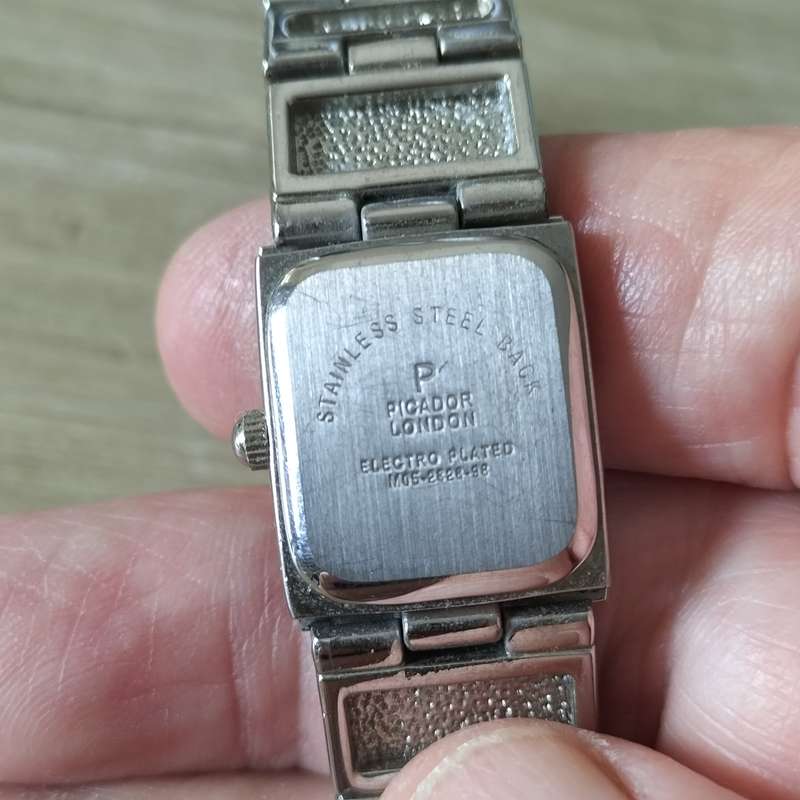 STAINLESS STEEL BACK
P
PICADOR
LONDON
ELECTRO PLATED